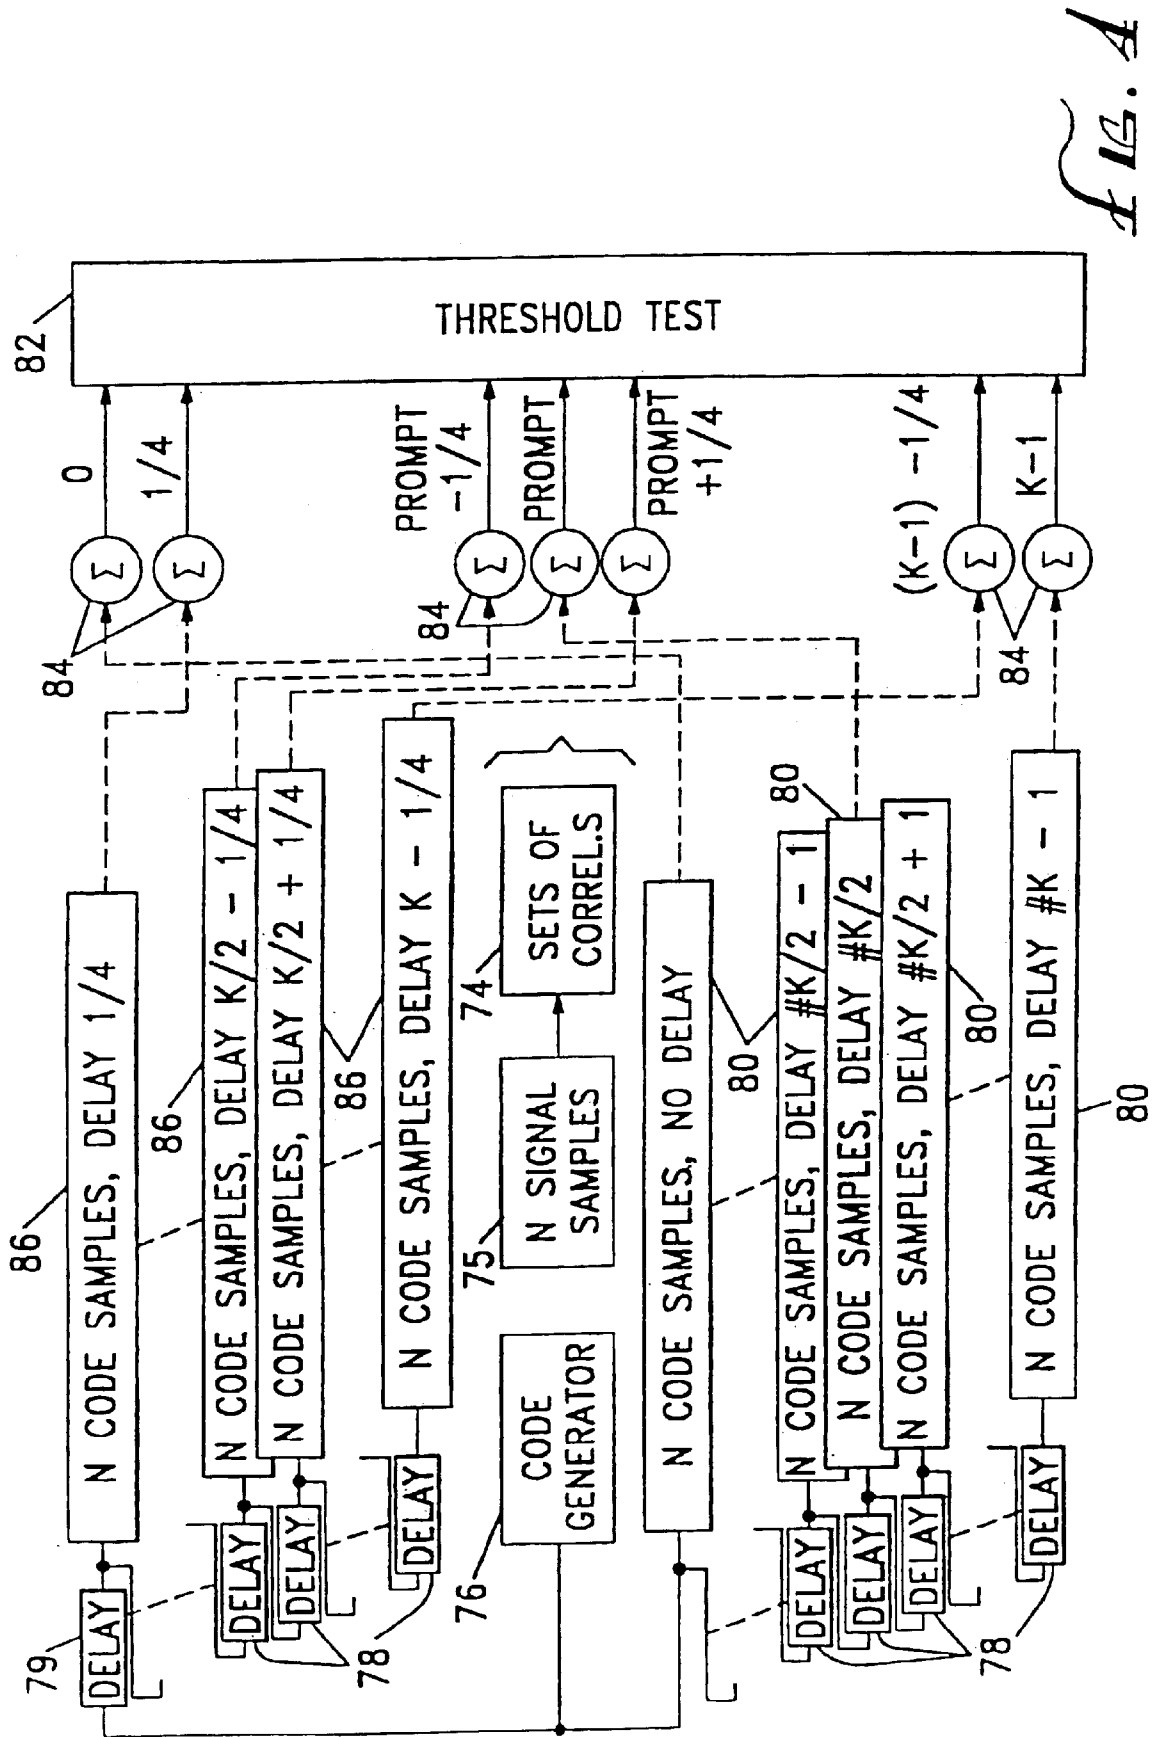 79
DELAY
86
N CODE SAMPLES, DELAY 1/4
84
Σ
0
82
Σ
1/4
DELAY
86
N CODE SAMPLES, DELAY K/2 - 1/4
DELAY
N CODE SAMPLES, DELAY K/2 + 1/4
78
DELAY
86
N CODE SAMPLES, DELAY K - 1/4
84
Σ
PROMPT
-1/4
Σ
PROMPT
Σ
PROMPT
+1/4
THRESHOLD TEST
76
CODE
GENERATOR
75
N SIGNAL
SAMPLES
74
SETS OF
CORREL.S
N CODE SAMPLES, NO DELAY
80
80
DELAY
N CODE SAMPLES, DELAY #K/2 - 1
DELAY
N CODE SAMPLES, DELAY #K/2
DELAY
N CODE SAMPLES, DELAY #K/2 + 1
78
80
DELAY
N CODE SAMPLES, DELAY #K - 1
80
Σ
(K-1) -1/4
Σ
K-1
84
FIG. 4